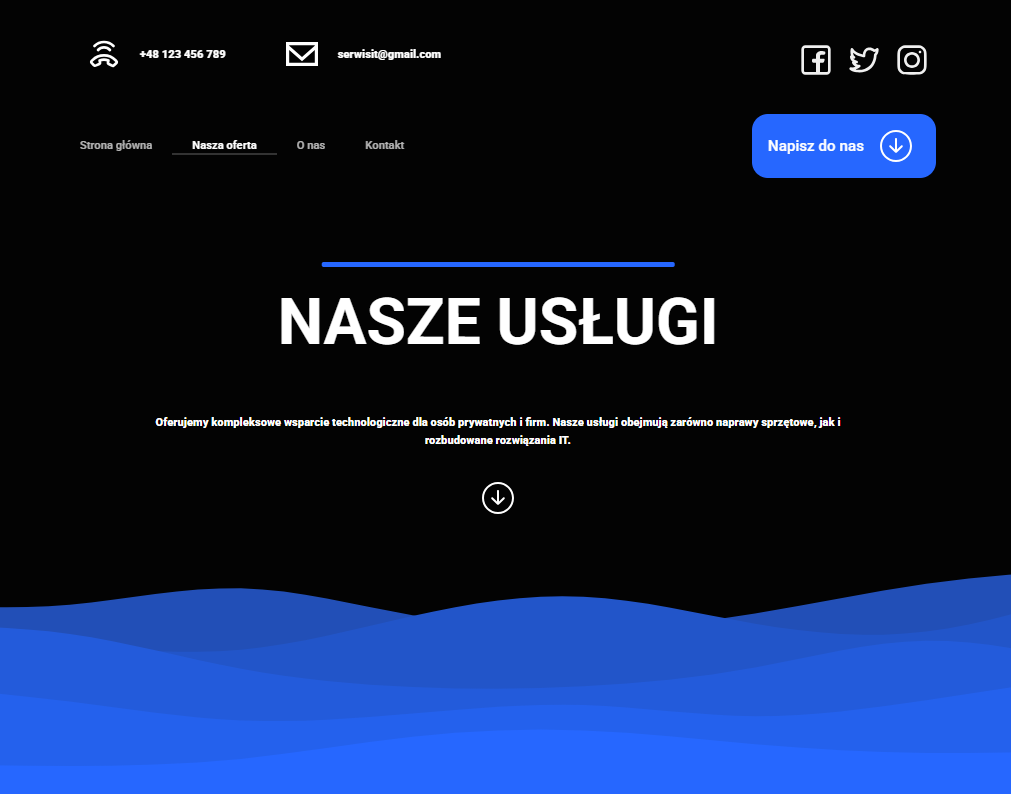 +48 123 456 789
serwisit@gmail.com
Strona główna
Nasza oferta
O nas
Kontakt
Napisz do nas
NASZE USŁUGI
Oferujemy kompleksowe wsparcie technologiczne dla osób prywatnych i firm. Nasze usługi obejmują zarówno naprawy sprzętowe, jak i
rozbudowane rozwiązania IT.